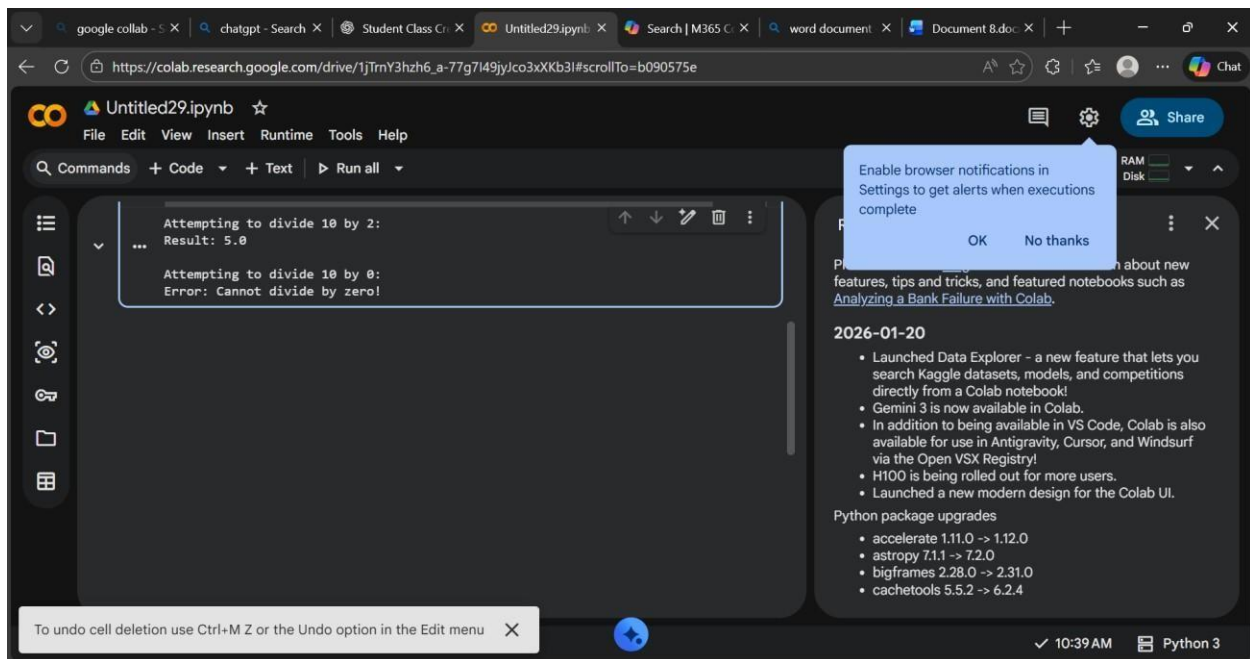 google collab - S
chatgpt - Search
Student Class Cre
Untitled29.ipynb
Search | M365 C
word document
Document 8.doc
https://colab.research.google.com/drive/1jTrnY3hzh6_a-77g7I49jyJco3xXKb3I#scrollTo=b090575e
Chat
Untitled29.ipynb
File Edit View Insert Runtime Tools Help
Share
Commands + Code + Text Run all
RAM
Disk
Enable browser notifications in
Settings to get alerts when executions
complete
OK No thanks
Attempting to divide 10 by 2:
Result: 5.0
Attempting to divide 10 by 0:
Error: Cannot divide by zero!
n about new
features, tips and tricks, and featured notebooks such as
Analyzing a Bank Failure with Colab.
2026-01-20
• Launched Data Explorer - a new feature that lets you
search Kaggle datasets, models, and competitions
directly from a Colab notebook!
• Gemini 3 is now available in Colab.
• In addition to being available in VS Code, Colab is also
available for use in Antigravity, Cursor, and Windsurf
via the Open VSX Registry!
• H100 is being rolled out for more users.
• Launched a new modern design for the Colab UI.
Python package upgrades
• accelerate 1.11.0 -> 1.12.0
• astropy 7.1.1 -> 7.2.0
• bigframes 2.28.0 -> 2.31.0
• cachetools 5.5.2 -> 6.2.4
To undo cell deletion use Ctrl+M Z or the Undo option in the Edit menu
10:39 AM Python 3